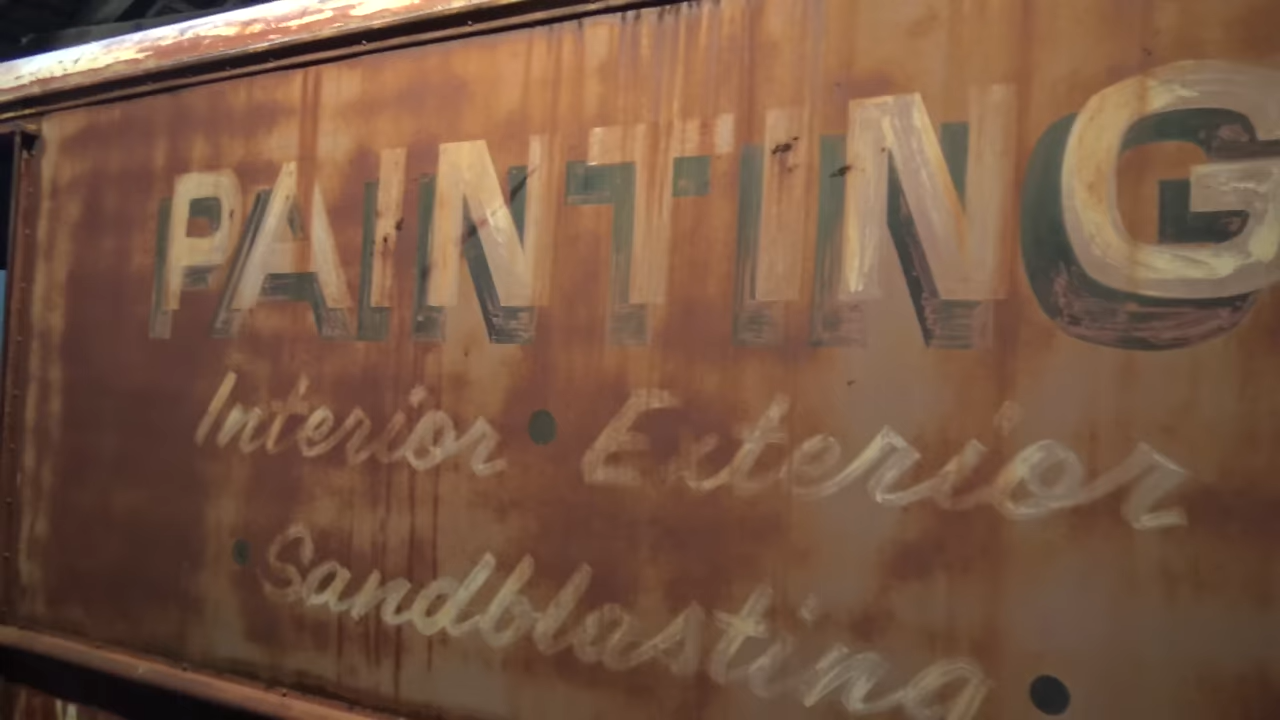 PAINTING
Interior • Exterior
• Sandblasting •